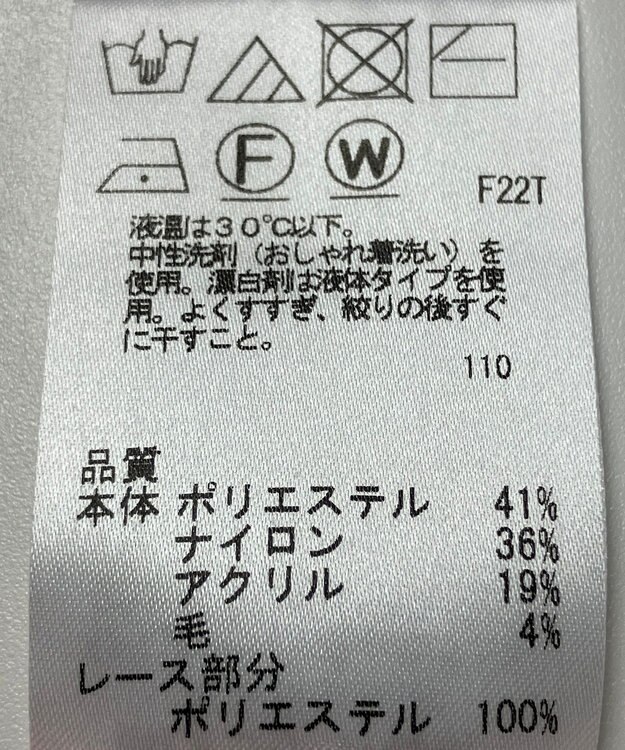 F
W
F22T
液温は30℃以下。
中性洗剤(おしゃれ着洗い)を
使用。漂白剤は液体タイプを使
用。よくすすぎ、絞りの後すぐ
に干すこと。
110
品質
本体 ポリエステル 41%
ナイロン 36%
アクリル 19%
毛 4%
レース部分
ポリエステル 100%